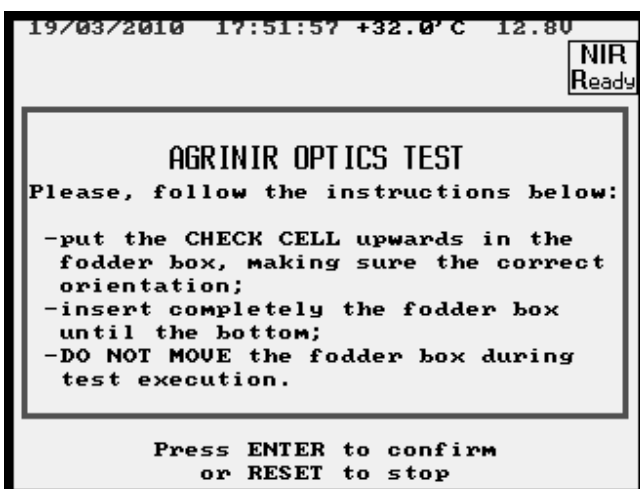 19/03/2010 17:51:57 +32.0'C 12.8V
NIR
Ready
AGRINIR OPTICS TEST
Please, follow the instructions below:
-put the CHECK CELL upwards in the
fodder box, making sure the correct
orientation;
-insert completely the fodder box
until the bottom;
-DO NOT MOVE the fodder box during
test execution.
Press ENTER to confirm
or RESET to stop